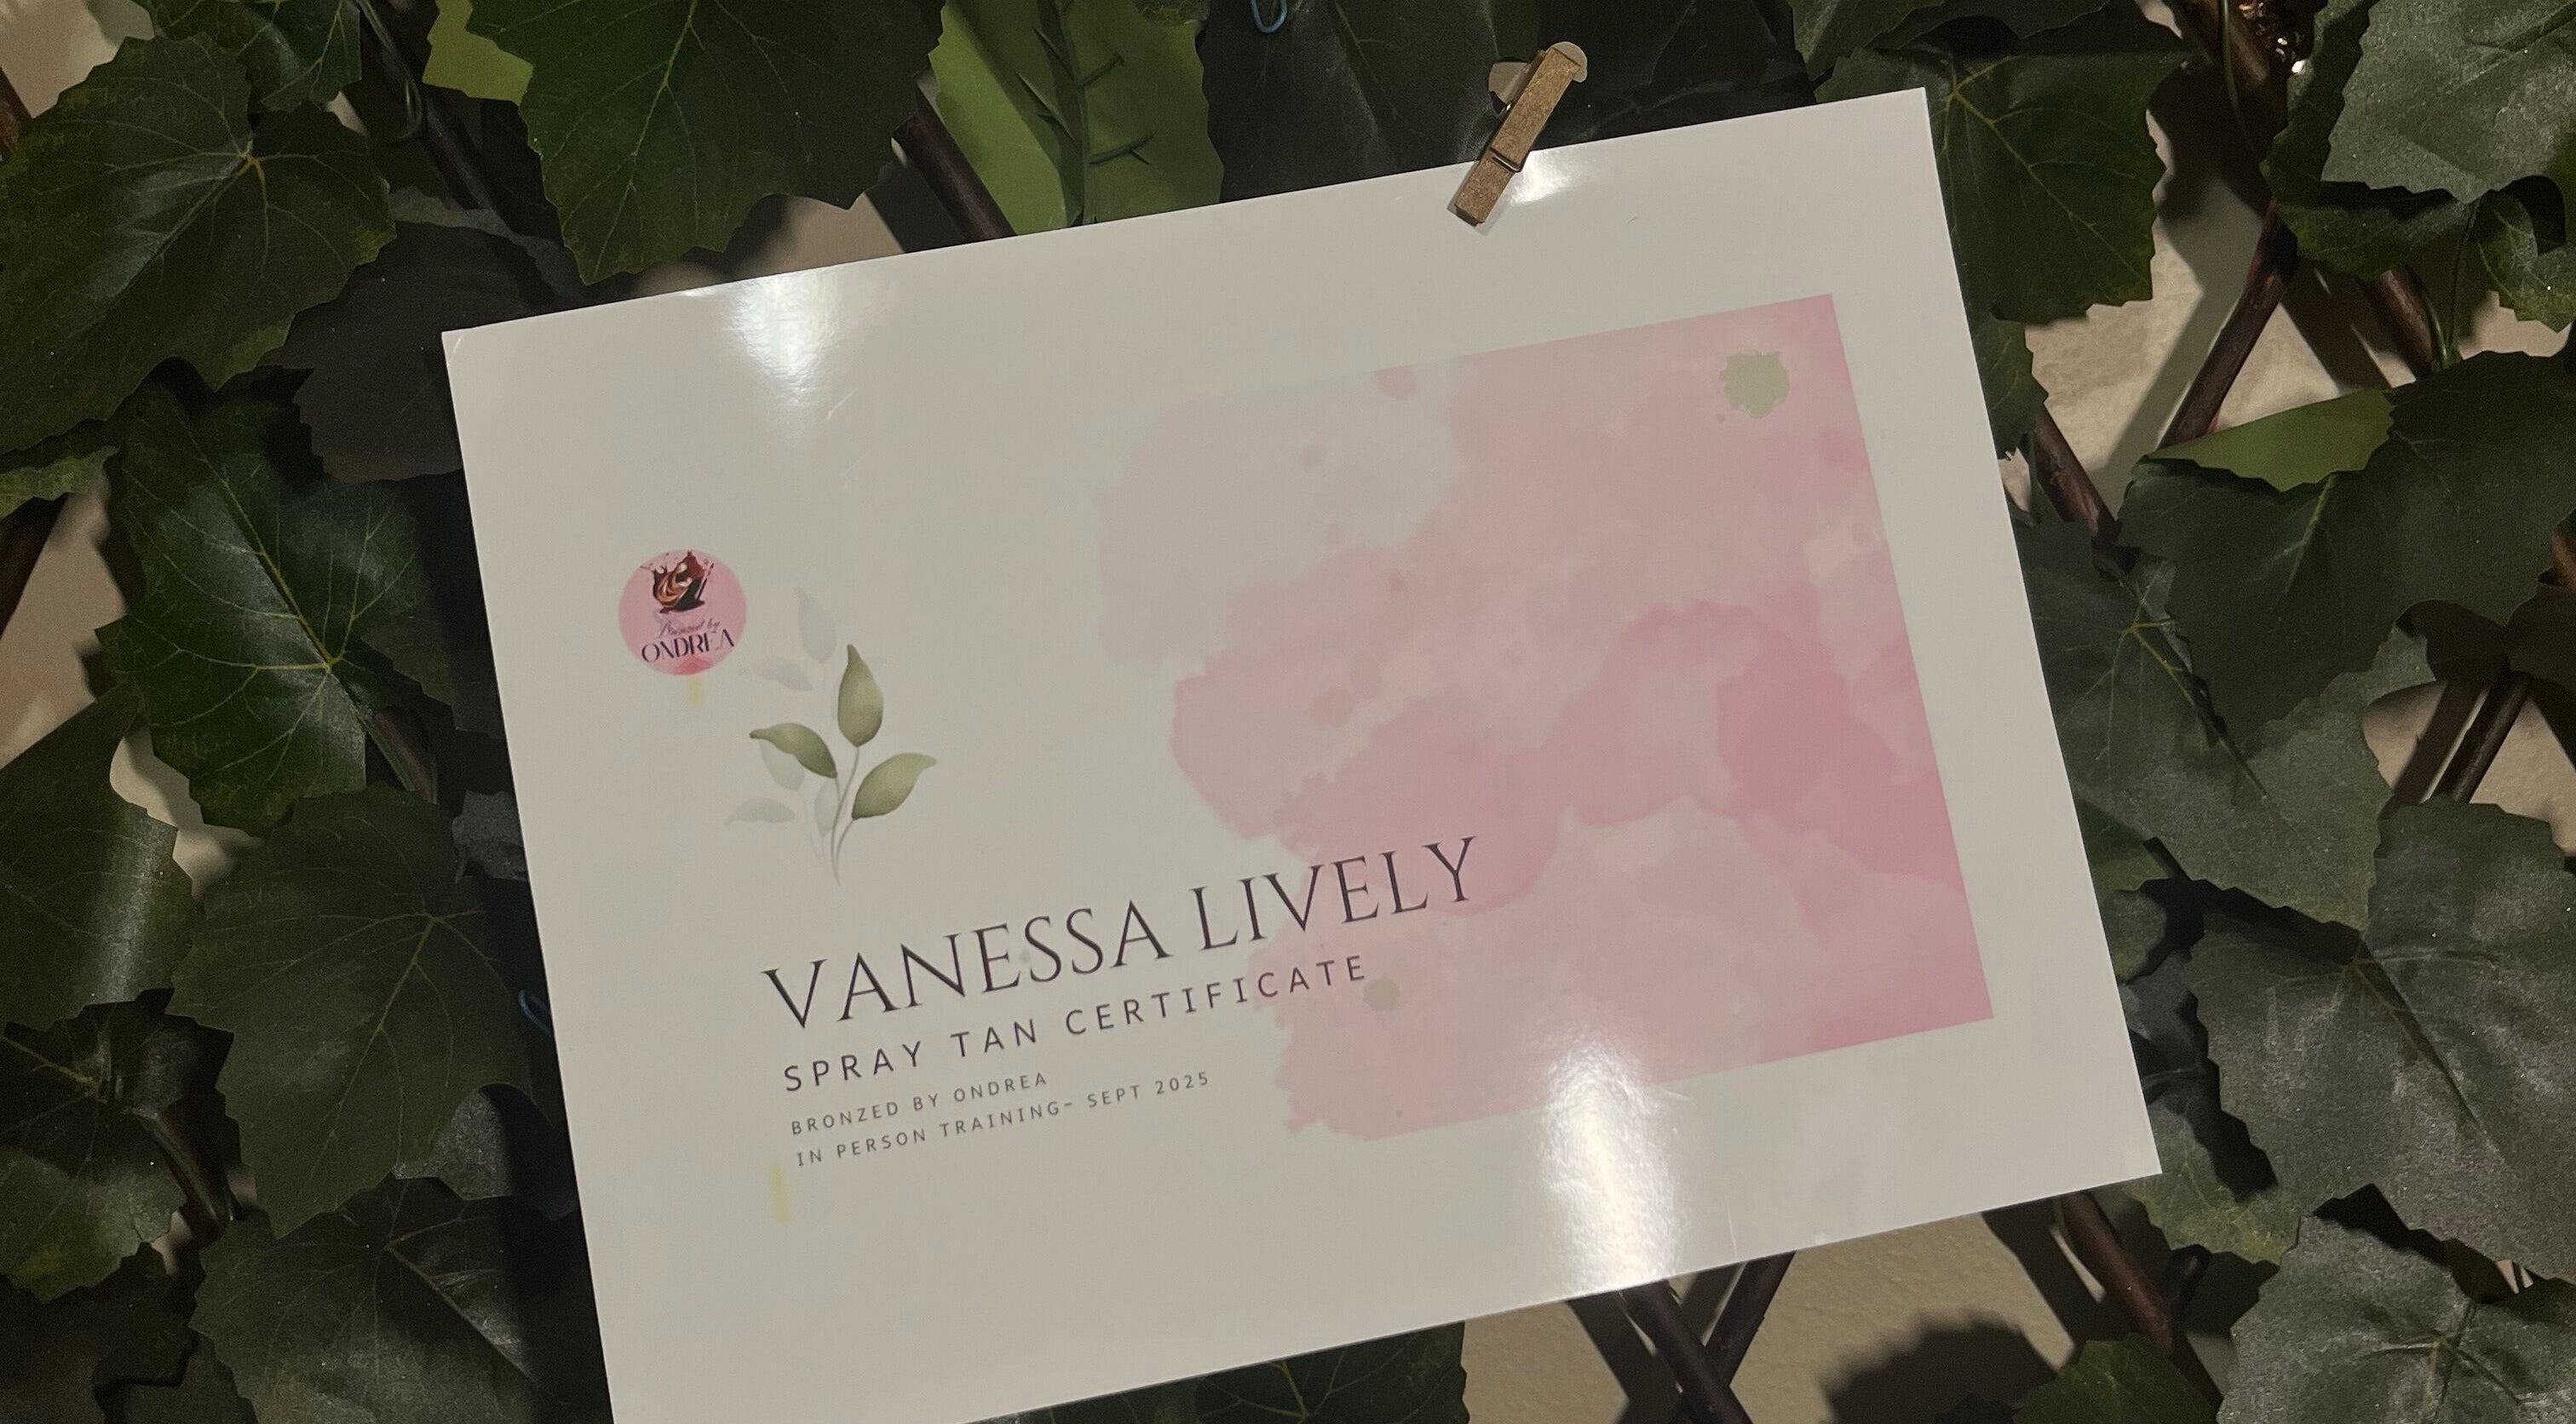 Bronzed by
ONDREA
VANESSA LIVELY
SPRAY TAN CERTIFICATE
BRONZED BY ONDREA
IN PERSON TRAINING- SEPT 2025